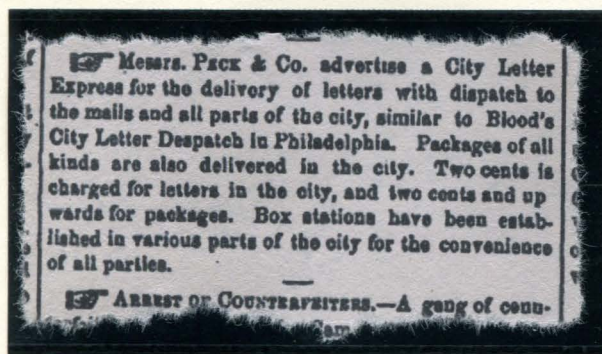 ☞ Messrs. PECK & Co. advertise a City Letter
Express for the delivery of letters with dispatch to
the mails and all parts of the city, similar to Blood's
City Letter Despatch in Philadelphia. Packages of all
kinds are also delivered in the city. Two cents is
charged for letters in the city, and two cents and up
wards for packages. Box stations have been estab-
lished in various parts of the city for the convenience
of all parties.
☞ ARREST OF COUNTERFEITERS.—A gang of coun-